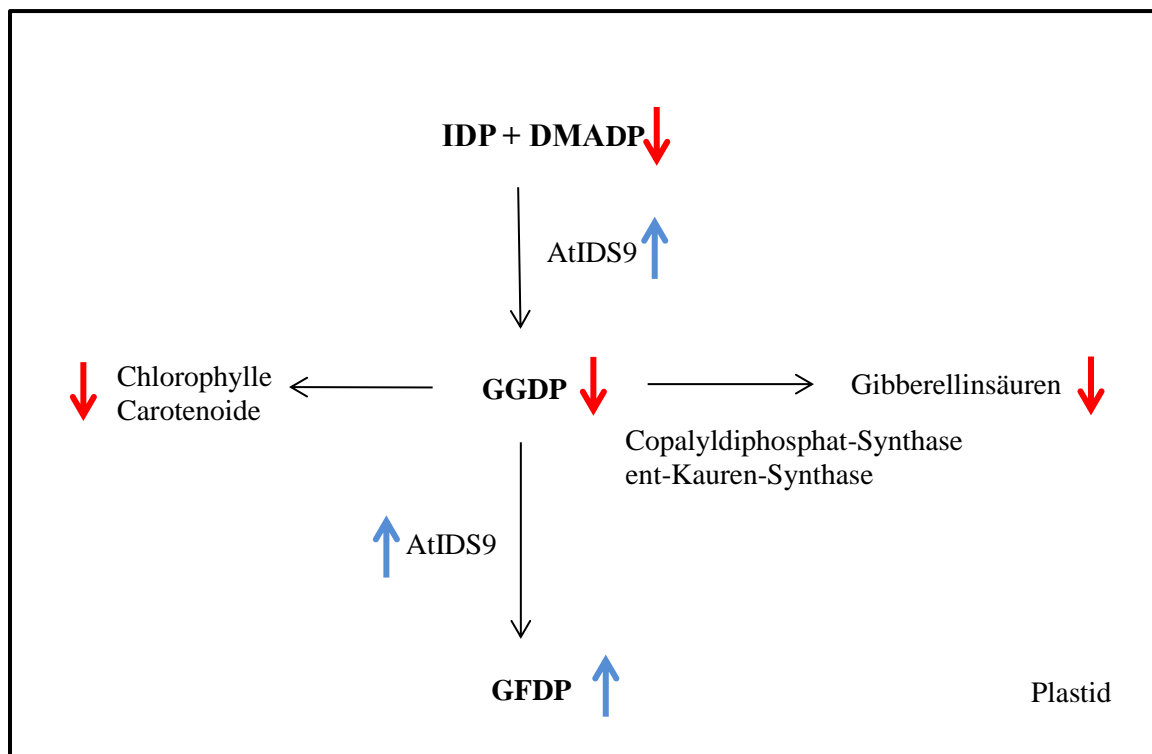 IDP + DMADP
AtIDS9
Chlorophylle
Carotenoide
GGDP
Gibberellinsäuren
Copalyldiphosphat-Synthase
ent-Kauren-Synthase
AtIDS9
GFDP
Plastid